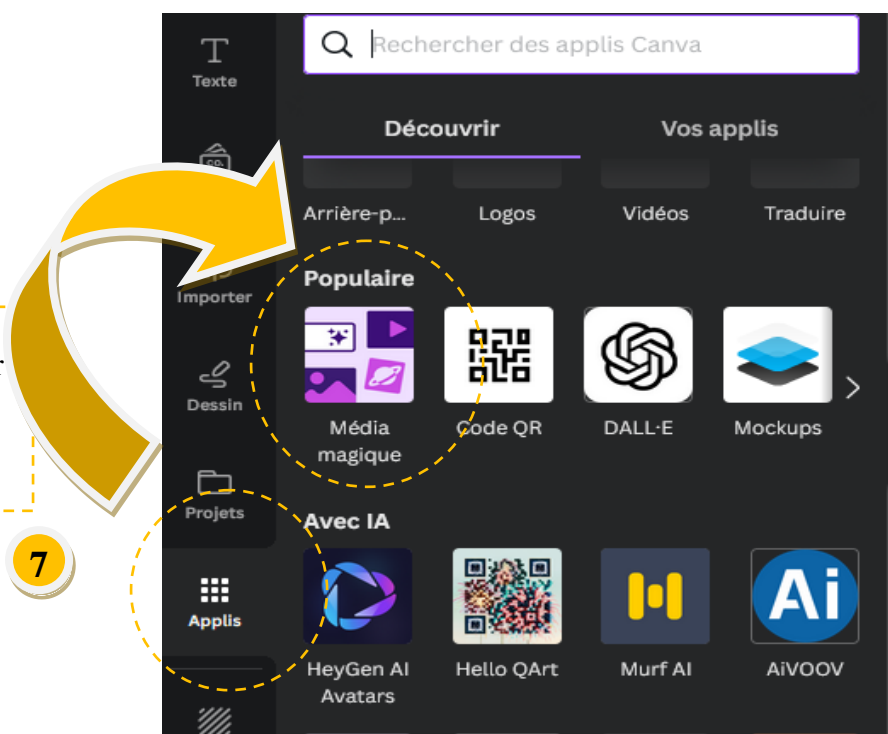 Texte
Rechercher des applis Canva
Découvrir
Vos applis
Arrière-p...
Logos
Vidéos
Traduire
Importer
Populaire
Dessin
Média magique
Code QR
DALL·E
Mockups
Projets
Avec IA
7
Applis
Ai
HeyGen AI Avatars
Hello QArt
Murf AI
AiVOOV